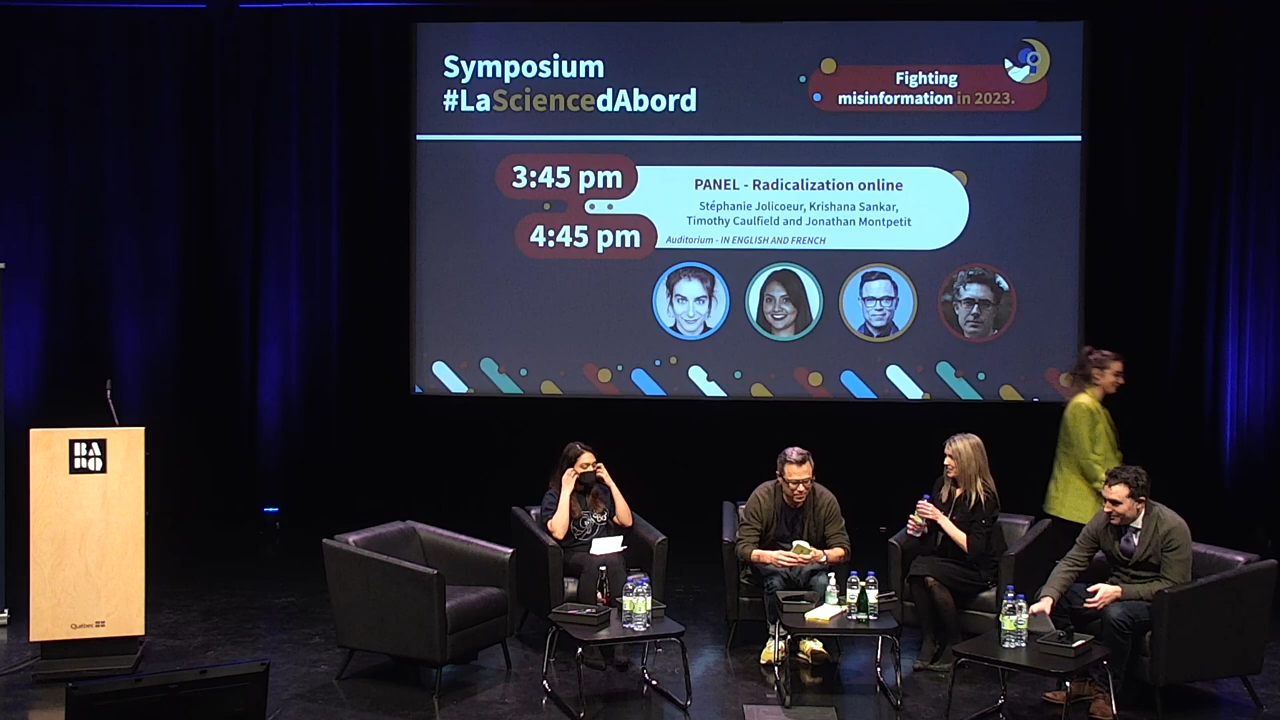 Symposium
#LaSciencedAbord
Fighting
misinformation in 2023.
3:45 pm
4:45 pm
PANEL - Radicalization online
Stéphanie Jolicoeur, Krishana Sankar,
Timothy Caulfield and Jonathan Montpetit
Auditorium - IN ENGLISH AND FRENCH
BA
NQ
Québec